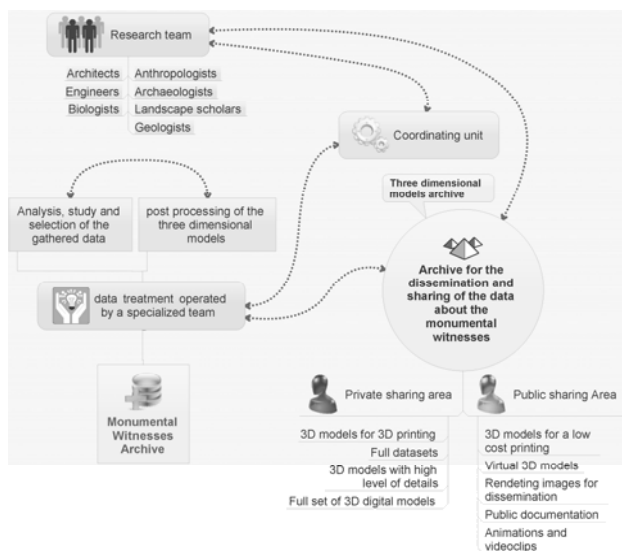 Research team
Architects
Engineers
Biologists
Anthropologists
Archaeologists
Landscape scholars
Geologists
Coordinating unit
Three dimensional
models archive
Analysis, study and
selection of the
gathered data
post processing of the
three dimensional
models
Archive for the
dissemination and
sharing of the data
about the
monumental
witnesses
data treatment operated
by a specialized team
Monumental
Witnesses
Archive
Private sharing area
3D models for 3D printing
Full datasets
3D models with high
level of details
Full set of 3D digital models
Public sharing Area
3D models for a low
cost printing
Virtual 3D models
Rendeting images for
dissemination
Public documentation
Animations and
videoclips